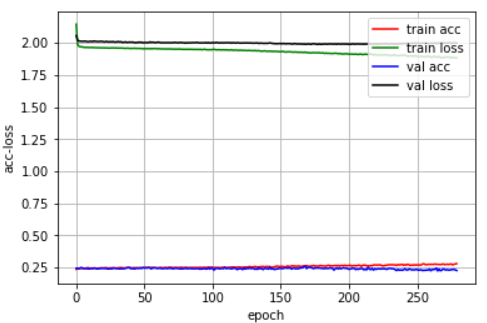 train acc
train loss
val acc
val loss
2.00
1.75
1.50
1.25
1.00
0.75
0.50
0.25
acc-loss
0
50
100
150
200
250
epoch